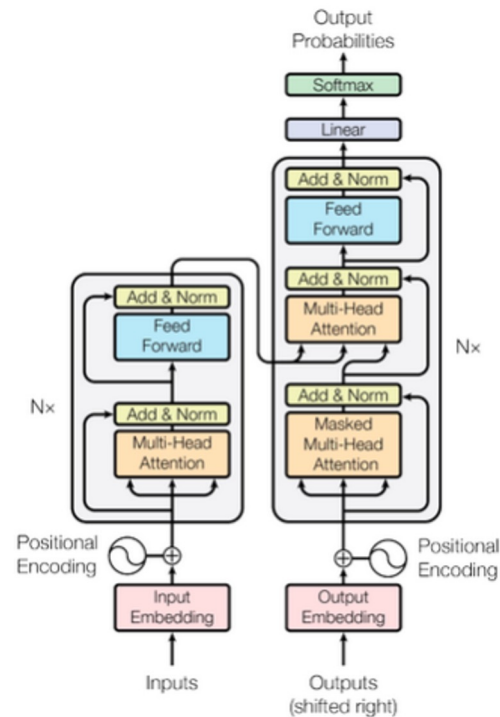 Output
Probabilities
Softmax
Linear
Add & Norm
Feed
Forward
Add & Norm
Multi-Head
Attention
Add & Norm
Masked
Multi-Head
Attention
N×
Add & Norm
Feed
Forward
Add & Norm
Multi-Head
Attention
N×
Positional
Encoding
Positional
Encoding
Input
Embedding
Output
Embedding
Inputs
Outputs
(shifted right)